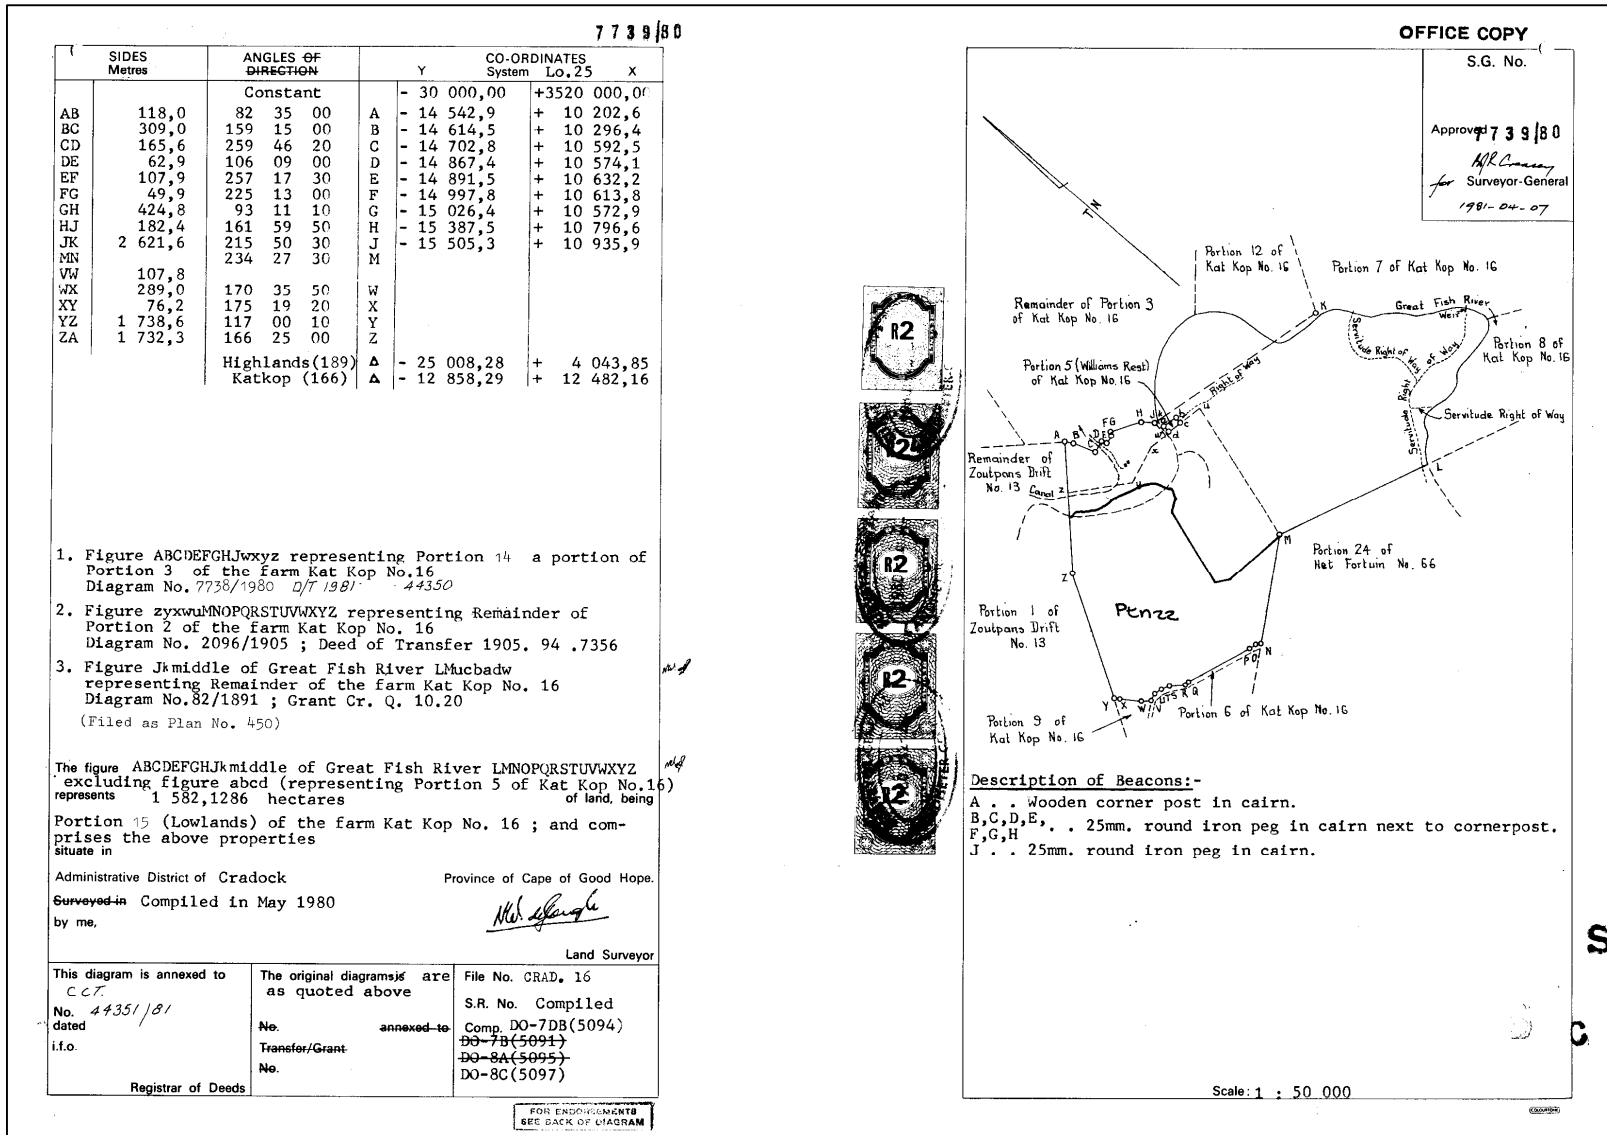 7739/80
OFFICE COPY
SIDES
Metres
ANGLES OF
DIRECTION
CO-ORDINATES
Y System Lo.25 X
Constant - 30 000,00 +3520 000,00
AB 118,0 82 35 00 A - 14 542,9 + 10 202,6
BC 309,0 159 15 00 B - 14 614,5 + 10 296,4
CD 165,6 259 46 20 C - 14 702,8 + 10 592,5
DE 62,9 106 09 00 D - 14 867,4 + 10 574,1
EF 107,9 257 17 30 E - 14 891,5 + 10 632,2
FG 49,9 225 13 00 F - 14 997,8 + 10 613,8
GH 424,8 93 11 10 G - 15 026,4 + 10 572,9
HJ 182,4 161 59 50 H - 15 387,5 + 10 796,6
JK 2 621,6 215 50 30 J - 15 505,3 + 10 935,9
MN 234 27 30 M
VW 107,8
WX 289,0 170 35 50 W
XY 76,2 175 19 20 X
YZ 1 738,6 117 00 10 Y
ZA 1 732,3 166 25 00 Z
Highlands(189) Δ - 25 008,28 + 4 043,85
Katkop (166) Δ - 12 858,29 + 12 482,16
1. Figure ABCDEFGHJwxyz representing Portion 14 a portion of
Portion 3 of the farm Kat Kop No.16
Diagram No. 7738/1980 D/T 1981 44350
2. Figure zyxwuMNOPQRSTUVWXYZ representing Remainder of
Portion 2 of the farm Kat Kop No. 16
Diagram No. 2096/1905 ; Deed of Transfer 1905. 94 .7356
3. Figure Jkmiddle of Great Fish River LMucbadw
representing Remainder of the farm Kat Kop No. 16
Diagram No.82/1891 ; Grant Cr. Q. 10.20
(Filed as Plan No. 450)
The figure ABCDEFGHJkmiddle of Great Fish River LMNOPQRSTUVWXYZ
excluding figure abcd (representing Portion 5 of Kat Kop No.16)
represents 1 582,1286 hectares of land, being
Portion 15 (Lowlands) of the farm Kat Kop No. 16 ; and com-
prises the above properties
situate in
Administrative District of Cradock Province of Cape of Good Hope.
Surveyed in Compiled in May 1980
by me,
Land Surveyor
This diagram is annexed to
CCT.
No. 44351/81
dated
i.f.o.
Registrar of Deeds
The original diagrams is are
as quoted above
No. annexed to
Transfer/Grant
No.
File No. CRAD. 16
S.R. No. Compiled
Comp. DO-7DB(5094)
DO-7B(5091)
DO-8A(5095)
DO-8C(5097)
FOR ENDORSEMENTS
SEE BACK OF DIAGRAM
R2
R2
R2
R2
R2
S.G. No.
Approved 7739/80
for Surveyor-General
1981-04-07
TN
Portion 12 of
Kat Kop No. 16
Portion 7 of Kat Kop No. 16
Remainder of Portion 3
of Kat Kop No. 16
K
Great Fish River
Weir
Servitude Right of Way
Right of Way
Portion 8 of
Kat Kop No. 16
Portion 5 (Williams Rest)
of Kat Kop No. 16
Servitude Right of Way
Servitude Right
A B C D E FG H J
b c d u w x y z
Remainder of
Zoutpans Drift
No. 13
Canal
L
M
Portion 24 of
Het Fortuin No. 66
Z
Ptn22
Portion 1 of
Zoutpans Drift
No. 13
N
P O
Y X W V U T S R Q
Portion 9 of
Kat Kop No. 16
Portion 6 of Kat Kop No. 16
Description of Beacons:-
A . . Wooden corner post in cairn.
B,C,D,E,
F,G,H . . 25mm. round iron peg in cairn next to cornerpost.
J . . 25mm. round iron peg in cairn.
Scale: 1 : 50 000
S
C